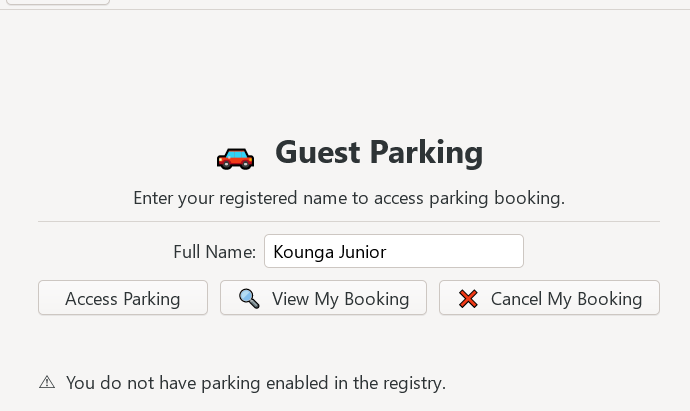 Guest Parking
Enter your registered name to access parking booking.
Full Name: Kounga Junior
Access Parking View My Booking Cancel My Booking
⚠ You do not have parking enabled in the registry.